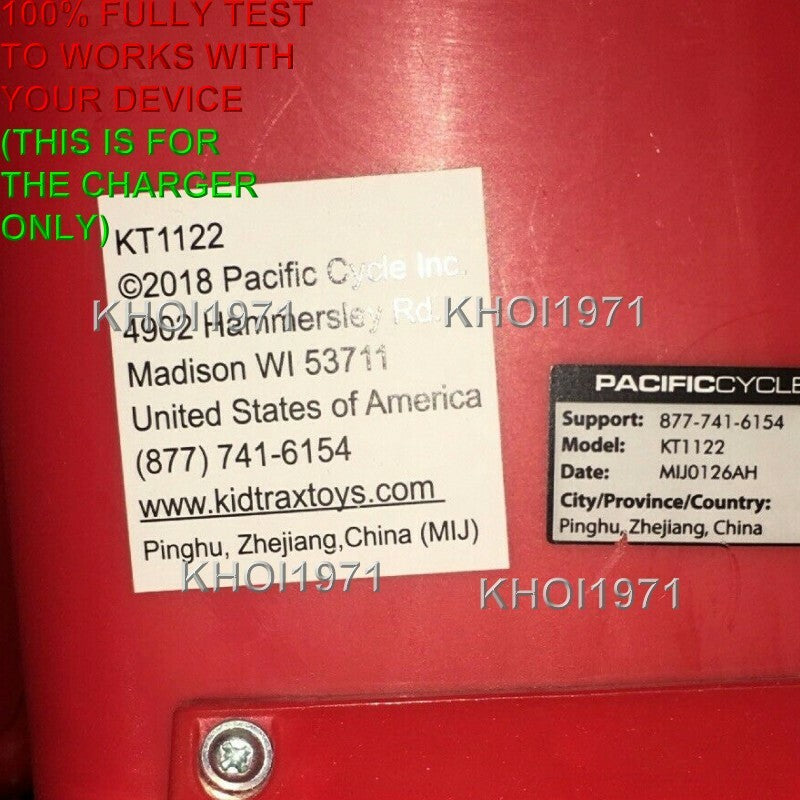 100% FULLY TEST
TO WORKS WITH
YOUR DEVICE
(THIS IS FOR
THE CHARGER
ONLY)
KT1122
©2018 Pacific Cycle Inc.
4902 Hammersley Rd.
Madison WI 53711
United States of America
(877) 741-6154
www.kidtraxtoys.com
Pinghu, Zhejiang,China (MIJ)
KHOI1971
KHOI1971
KHOI1971
KHOI1971
PACIFICCYCLE
Support: 877-741-6154
Model: KT1122
Date: MIJ0126AH
City/Province/Country:
Pinghu, Zhejiang, China